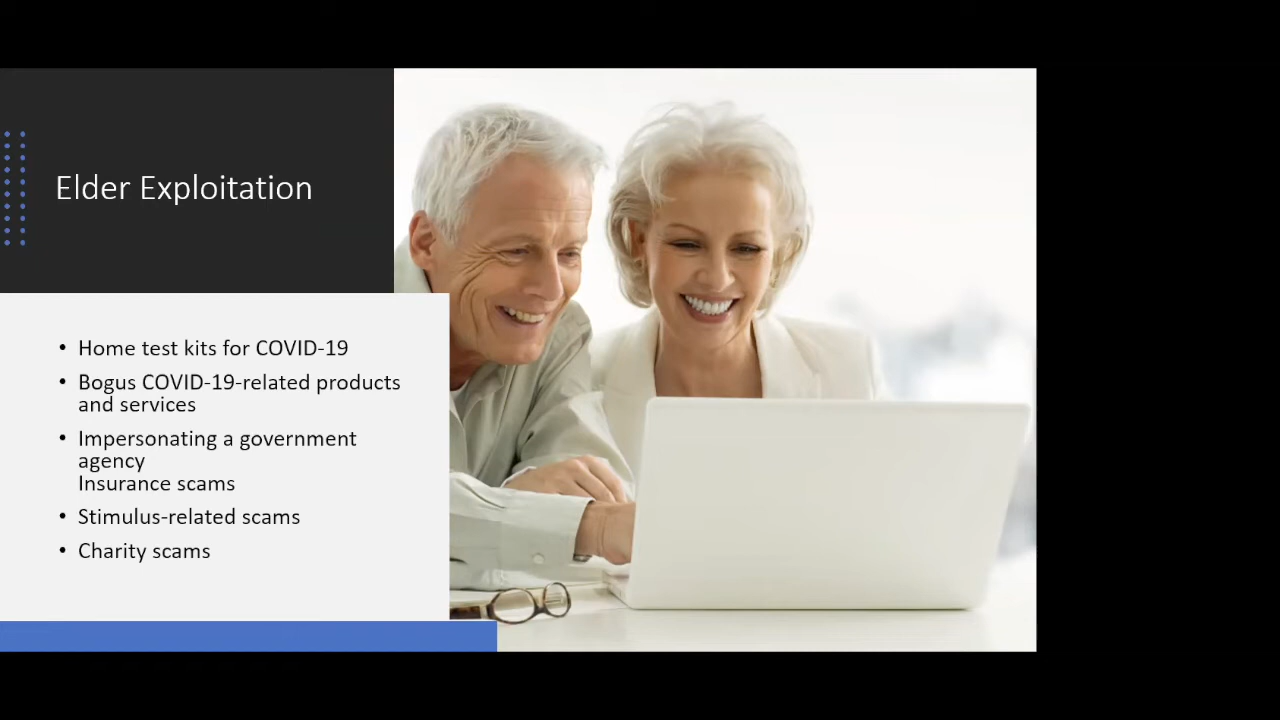 Elder Exploitation
• Home test kits for COVID-19
• Bogus COVID-19-related products
and services
• Impersonating a government
agency
Insurance scams
• Stimulus-related scams
• Charity scams